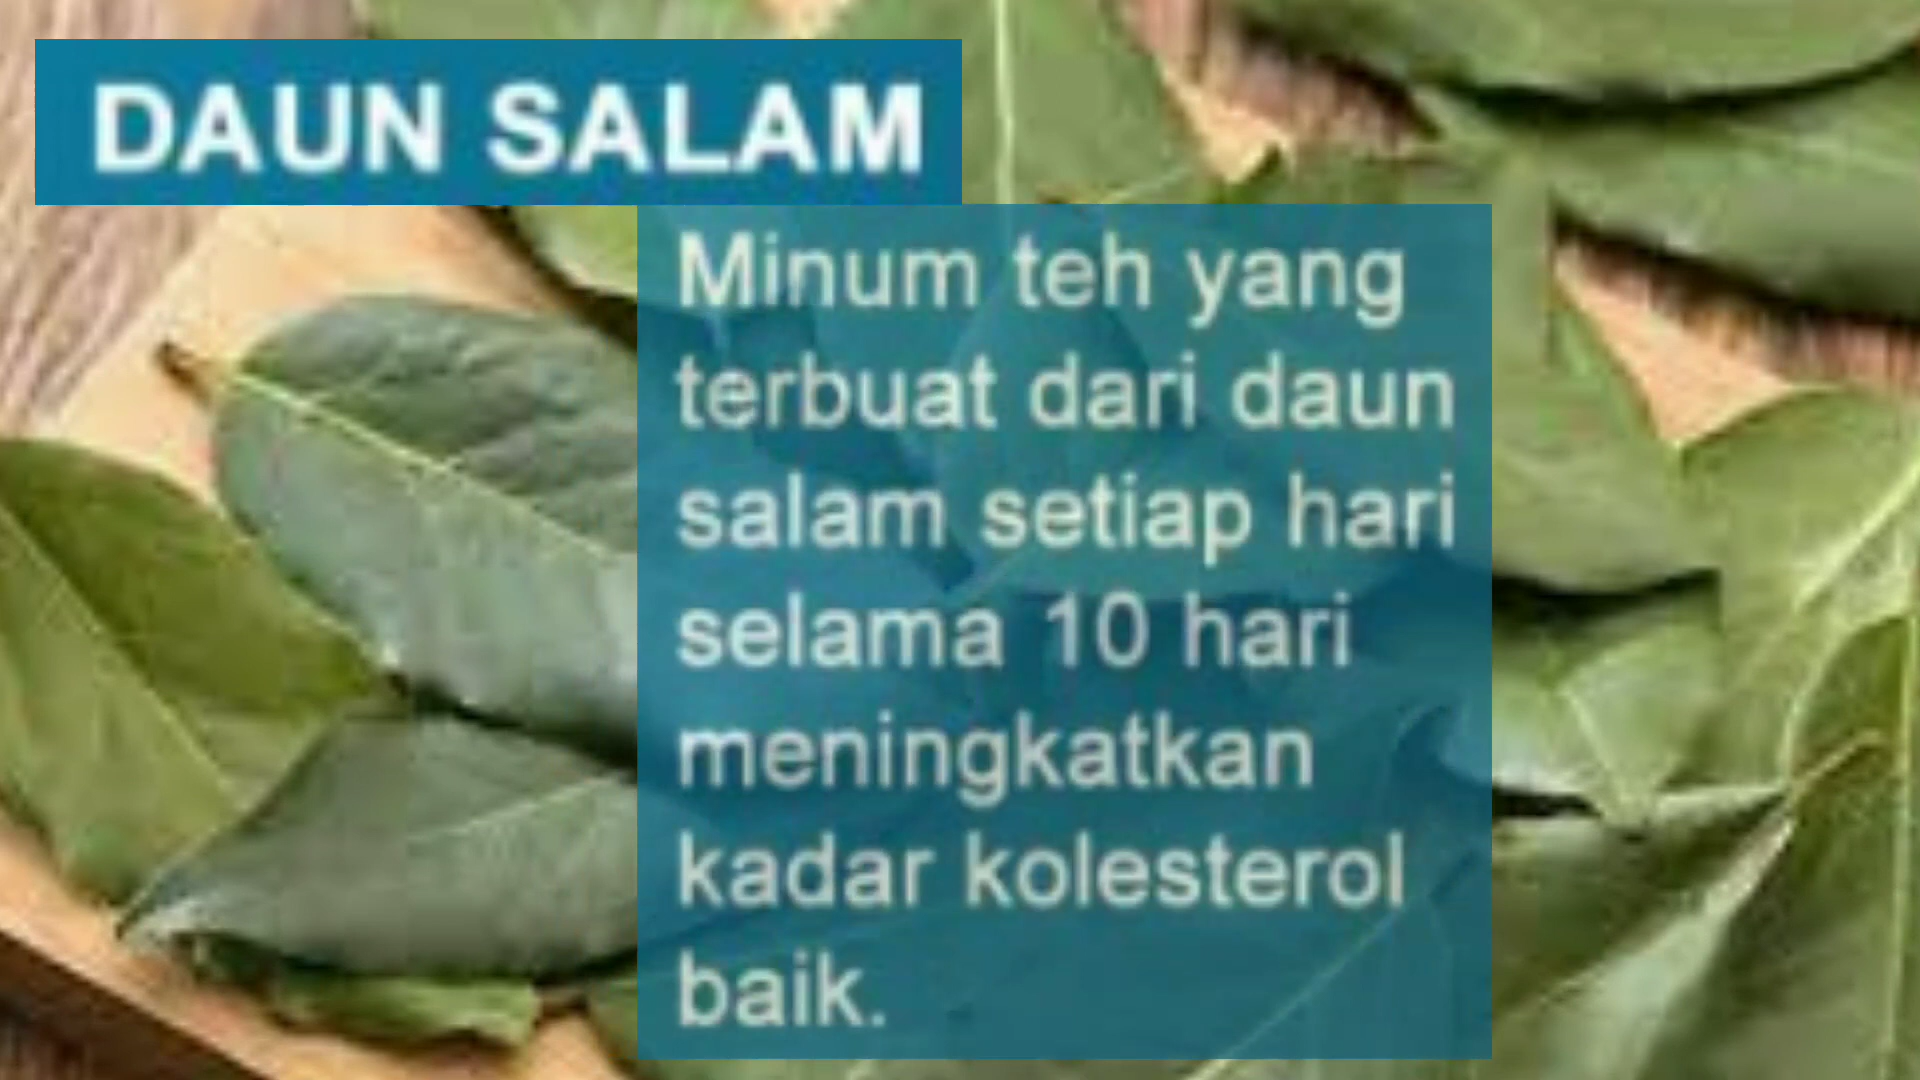 DAUN SALAM
Minum teh yang
terbuat dari daun
salam setiap hari
selama 10 hari
meningkatkan
kadar kolesterol
baik.